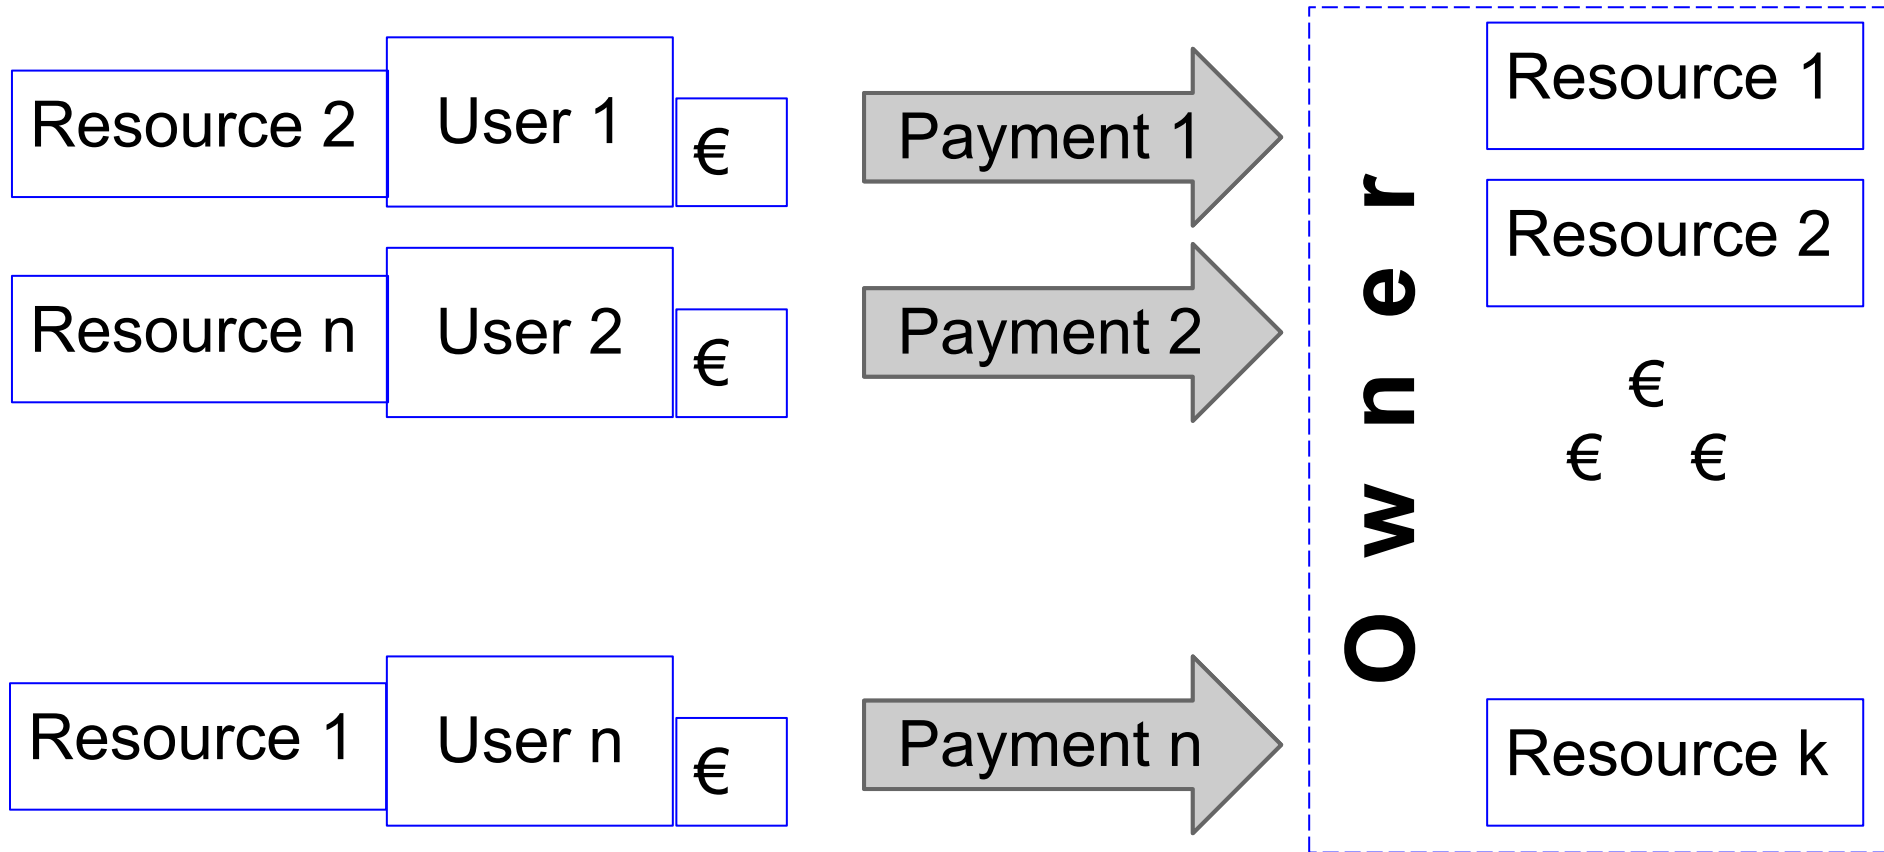 Resource 2 User 1 €
Payment 1
Resource n User 2 €
Payment 2
Resource 1 User n €
Payment n
Owner
Resource 1
Resource 2
€
€ €
Resource k